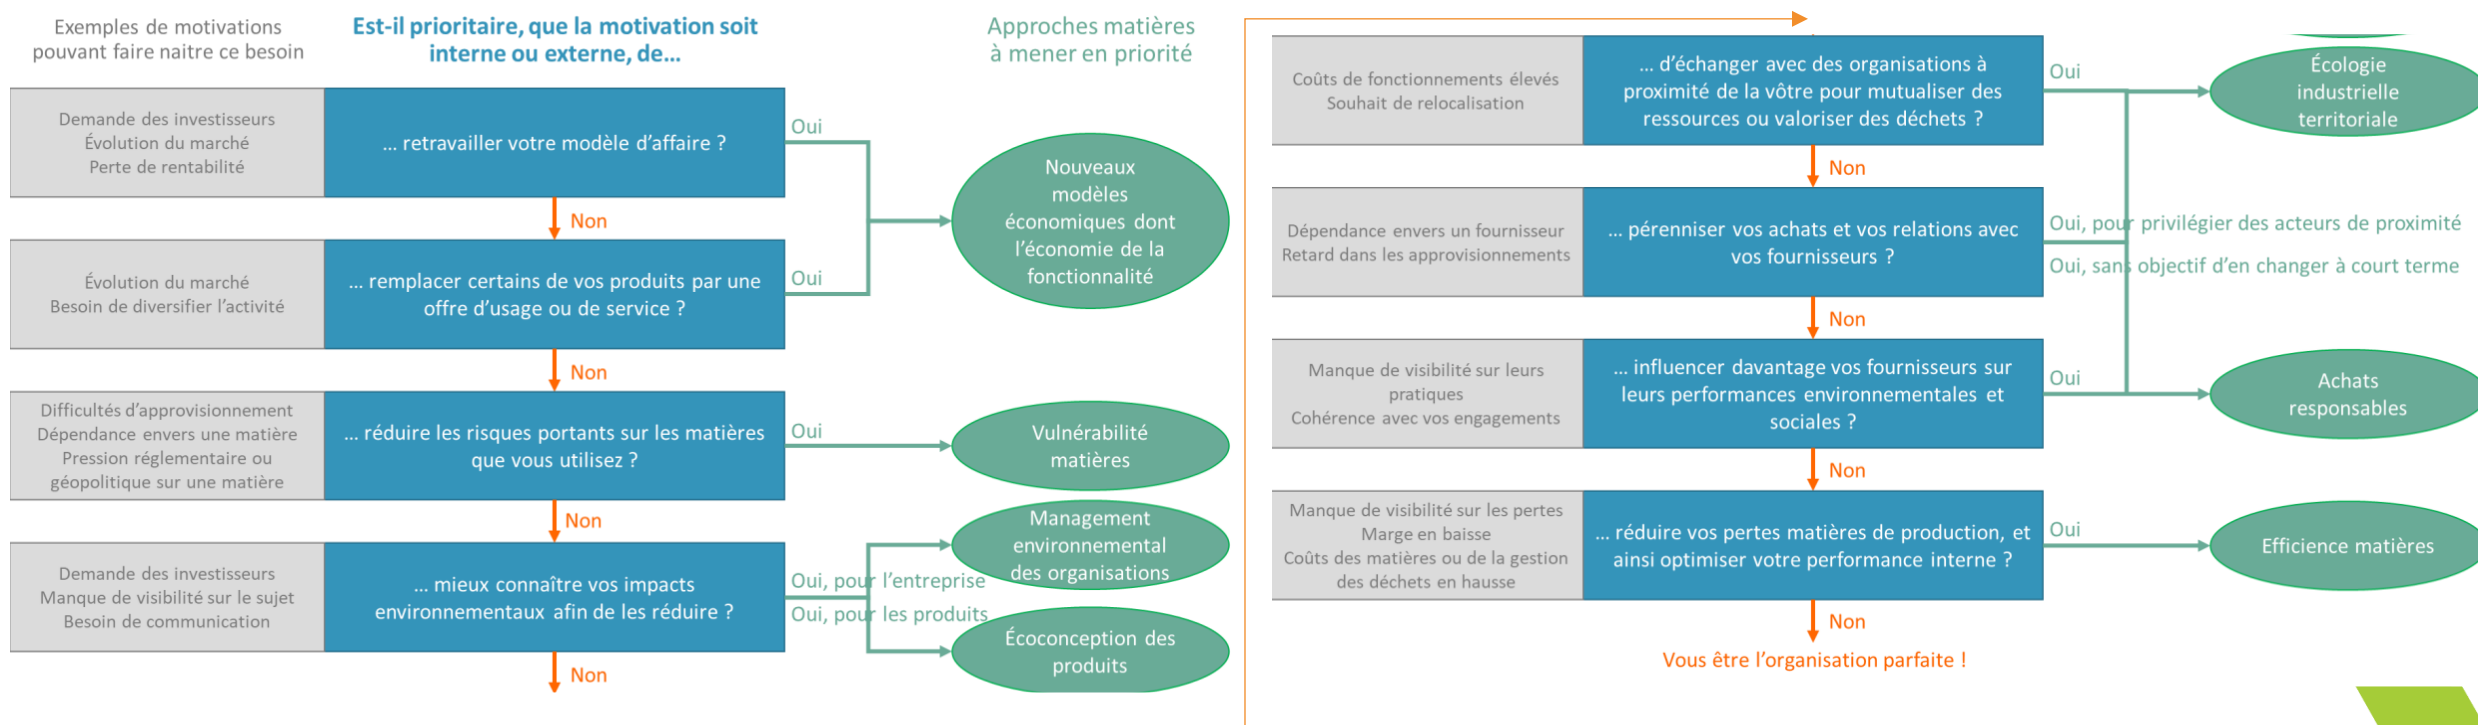 Exemples de motivations
pouvant faire naitre ce besoin
Est-il prioritaire, que la motivation soit
interne ou externe, de...
Approches matières
à mener en priorité
Demande des investisseurs
Évolution du marché
Perte de rentabilité
... retravailler votre modèle d'affaire ?
Oui
Non
Nouveaux
modèles
économiques dont
l'économie de la
fonctionnalité
Évolution du marché
Besoin de diversifier l'activité
... remplacer certains de vos produits par une
offre d'usage ou de service ?
Oui
Non
Difficultés d'approvisionnement
Dépendance envers une matière
Pression réglementaire ou
géopolitique sur une matière
... réduire les risques portants sur les matières
que vous utilisez ?
Oui
Vulnérabilité
matières
Non
Demande des investisseurs
Manque de visibilité sur le sujet
Besoin de communication
... mieux connaître vos impacts
environnementaux afin de les réduire ?
Oui, pour l'entreprise
Oui, pour les produits
Management
environnemental
des organisations
Écoconception des
produits
Non
Coûts de fonctionnements élevés
Souhait de relocalisation
... d'échanger avec des organisations à
proximité de la vôtre pour mutualiser des
ressources ou valoriser des déchets ?
Oui
Écologie
industrielle
territoriale
Non
Dépendance envers un fournisseur
Retard dans les approvisionnements
... pérenniser vos achats et vos relations avec
vos fournisseurs ?
Oui, pour privilégier des acteurs de proximité
Oui, sans objectif d'en changer à court terme
Non
Manque de visibilité sur leurs
pratiques
Cohérence avec vos engagements
... influencer davantage vos fournisseurs sur
leurs performances environnementales et
sociales ?
Oui
Achats
responsables
Non
Manque de visibilité sur les pertes
Marge en baisse
Coûts des matières ou de la gestion
des déchets en hausse
... réduire vos pertes matières de production, et
ainsi optimiser votre performance interne ?
Oui
Efficience matières
Non
Vous être l'organisation parfaite !